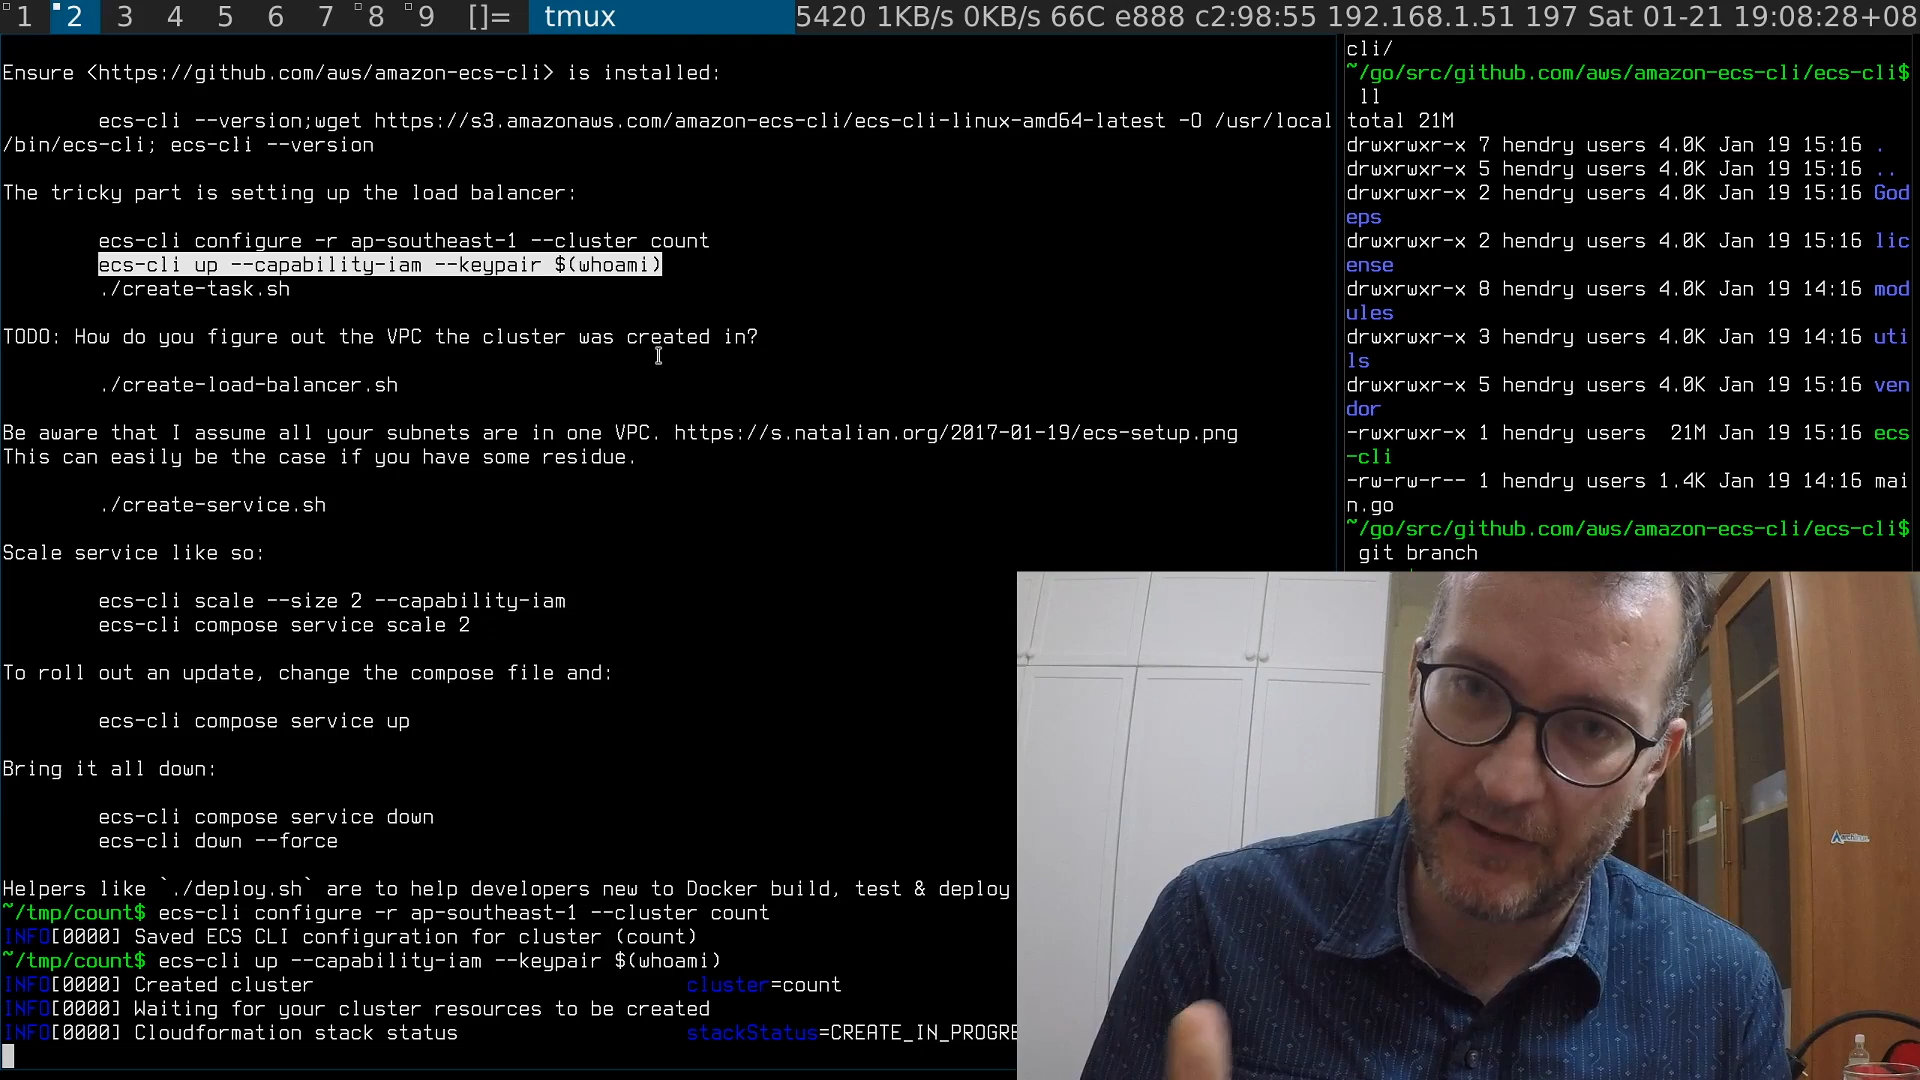 1 2 3 4 5 6 7 8 9 []= tmux 5420 1KB/s 0KB/s 66C e888 c2:98:55 192.168.1.51 197 Sat 01-21 19:08:28+08
Ensure <https://github.com/aws/amazon-ecs-cli> is installed:
ecs-cli --version;wget https://s3.amazonaws.com/amazon-ecs-cli/ecs-cli-linux-amd64-latest -O /usr/local
/bin/ecs-cli; ecs-cli --version
The tricky part is setting up the load balancer:
ecs-cli configure -r ap-southeast-1 --cluster count
ecs-cli up --capability-iam --keypair $(whoami)
./create-task.sh
TODO: How do you figure out the VPC the cluster was created in?
./create-load-balancer.sh
Be aware that I assume all your subnets are in one VPC. https://s.natalian.org/2017-01-19/ecs-setup.png
This can easily be the case if you have some residue.
./create-service.sh
Scale service like so:
ecs-cli scale --size 2 --capability-iam
ecs-cli compose service scale 2
To roll out an update, change the compose file and:
ecs-cli compose service up
Bring it all down:
ecs-cli compose service down
ecs-cli down --force
Helpers like `./deploy.sh` are to help developers new to Docker build, test & deploy
~/tmp/count$ ecs-cli configure -r ap-southeast-1 --cluster count
INFO[0000] Saved ECS CLI configuration for cluster (count)
~/tmp/count$ ecs-cli up --capability-iam --keypair $(whoami)
INFO[0000] Created cluster cluster=count
INFO[0000] Waiting for your cluster resources to be created
INFO[0000] Cloudformation stack status stackStatus=CREATE_IN_PROGRE
cli/
~/go/src/github.com/aws/amazon-ecs-cli/ecs-cli$
ll
total 21M
drwxrwxr-x 7 hendry users 4.0K Jan 19 15:16 .
drwxrwxr-x 5 hendry users 4.0K Jan 19 15:16 ..
drwxrwxr-x 2 hendry users 4.0K Jan 19 15:16 God
eps
drwxrwxr-x 2 hendry users 4.0K Jan 19 15:16 lic
ense
drwxrwxr-x 8 hendry users 4.0K Jan 19 14:16 mod
ules
drwxrwxr-x 3 hendry users 4.0K Jan 19 14:16 uti
ls
drwxrwxr-x 5 hendry users 4.0K Jan 19 15:16 ven
dor
-rwxrwxr-x 1 hendry users 21M Jan 19 15:16 ecs
-cli
-rw-rw-r-- 1 hendry users 1.4K Jan 19 14:16 mai
n.go
~/go/src/github.com/aws/amazon-ecs-cli/ecs-cli$
git branch